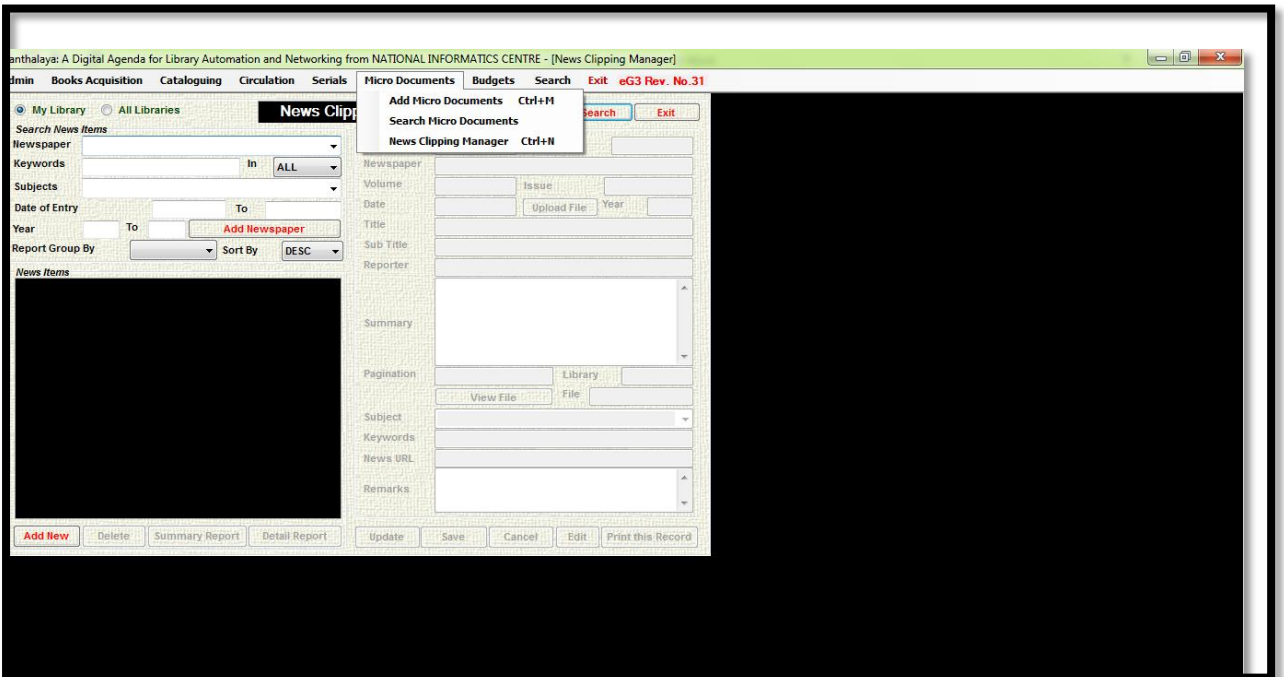 anthalaya: A Digital Agenda for Library Automation and Networking from NATIONAL INFORMATICS CENTRE - [News Clipping Manager]
dmin Books Acquisition Cataloguing Circulation Serials Micro Documents Budgets Search Exit eG3 Rev. No.31
Add Micro Documents Ctrl+M
Search Micro Documents
News Clipping Manager Ctrl+N
My Library All Libraries News Clipp Search Exit
Search News Items
Newspaper
Keywords In ALL
Subjects
Date of Entry To
Year To Add Newspaper
Report Group By Sort By DESC
News Items
Newspaper
Volume Issue
Date Upload File Year
Title
Sub Title
Reporter
Summary
Pagination Library
View File File
Subject
Keywords
News URL
Remarks
Add New Delete Summary Report Detail Report Update Save Cancel Edit Print this Record